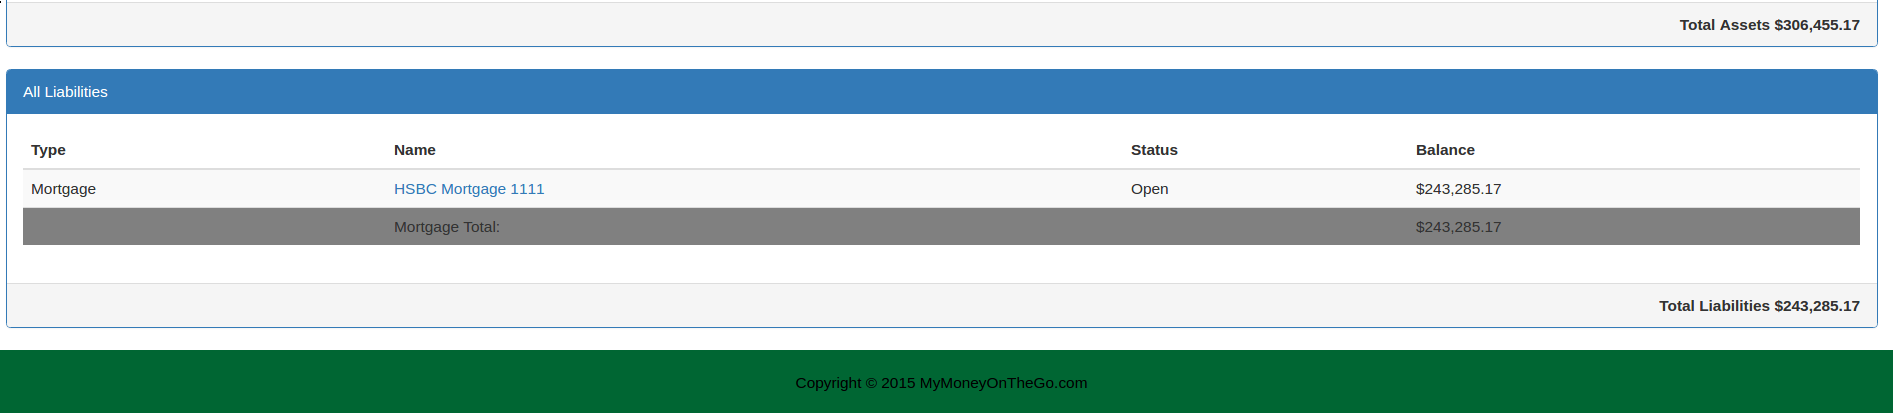 Total Assets $306,455.17
All Liabilities
Type Name Status Balance
Mortgage HSBC Mortgage 1111 Open $243,285.17
Mortgage Total: $243,285.17
Total Liabilities $243,285.17
Copyright © 2015 MyMoneyOnTheGo.com